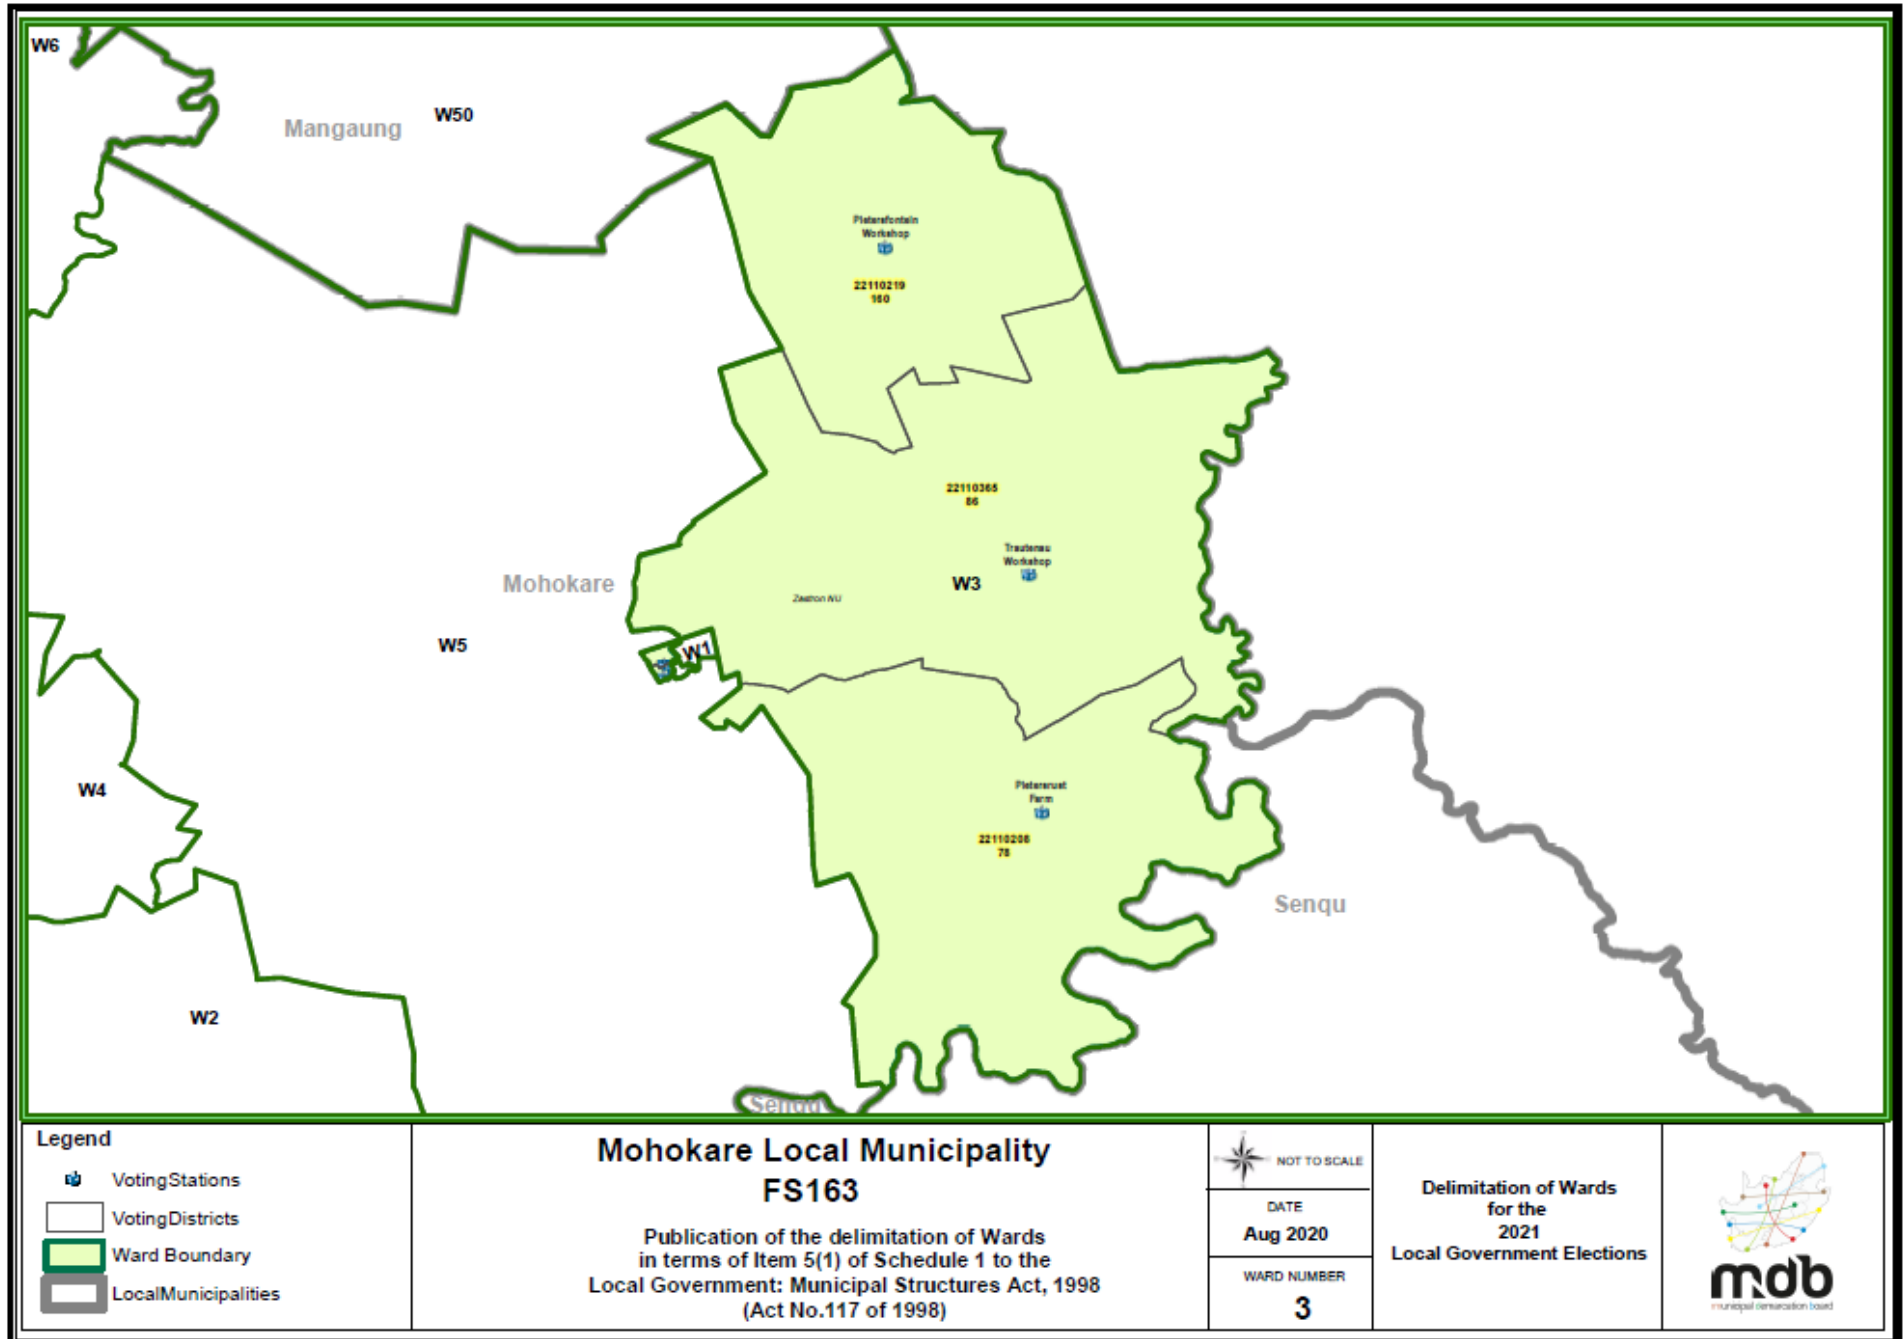 W6
Mangaung
W50
Pietersfontein
Workshop
22110219
160
22110365
86
Trautenau
Workshop
W3
Zastron NU
Mohokare
W5
W1
W4
Pietersrust
Farm
22110208
78
Senqu
W2
Senqu
Legend
VotingStations
VotingDistricts
Ward Boundary
LocalMunicipalities
Mohokare Local Municipality
FS163
Publication of the delimitation of Wards
in terms of Item 5(1) of Schedule 1 to the
Local Government: Municipal Structures Act, 1998
(Act No.117 of 1998)
NOT TO SCALE
DATE
Aug 2020
WARD NUMBER
3
Delimitation of Wards
for the
2021
Local Government Elections
mdb
municipal demarcation board